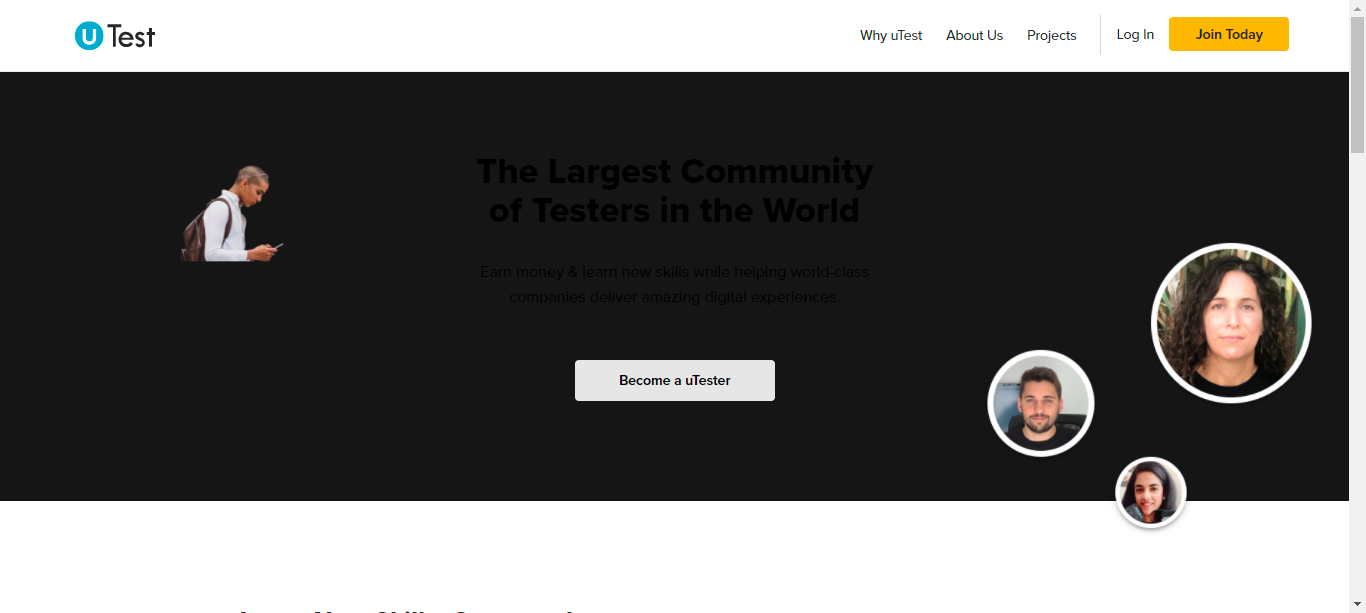 uTest
Why uTest
About Us
Projects
Log In
Join Today
The Largest Community
of Testers in the World
Earn money & learn new skills while helping world-class
companies deliver amazing digital experiences.
Become a uTester